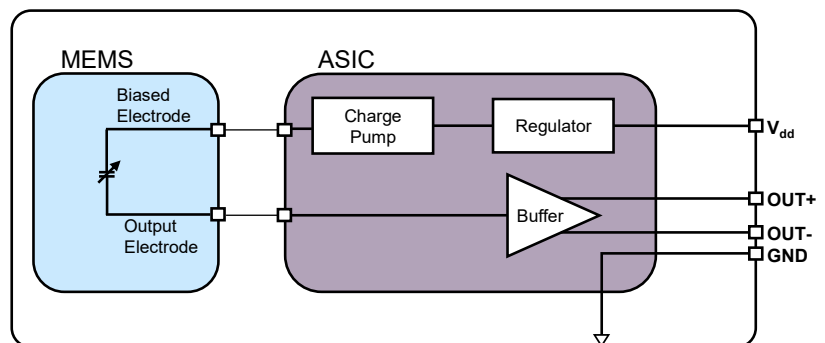 MEMS
ASIC
Biased
Electrode
Charge
Pump
Regulator
Vdd
Output
Electrode
Buffer
OUT+
OUT-
GND